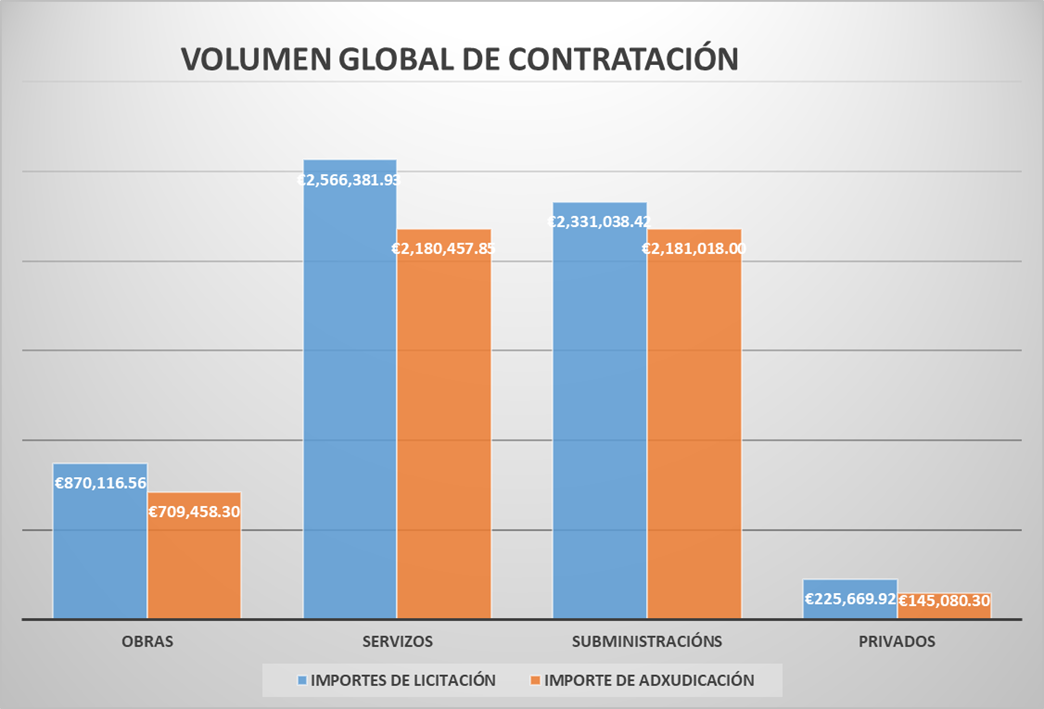 VOLUMEN GLOBAL DE CONTRATACIÓN
€2,566,381.93
€2,331,038.42
€2,180,457.85
€2,181,018.00
€870,116.56
€709,458.30
€225,669.92
€145,080.30
OBRAS
SERVIZOS
SUBMINISTRACIÓNS
PRIVADOS
IMPORTES DE LICITACIÓN
IMPORTE DE ADXUDICACIÓN